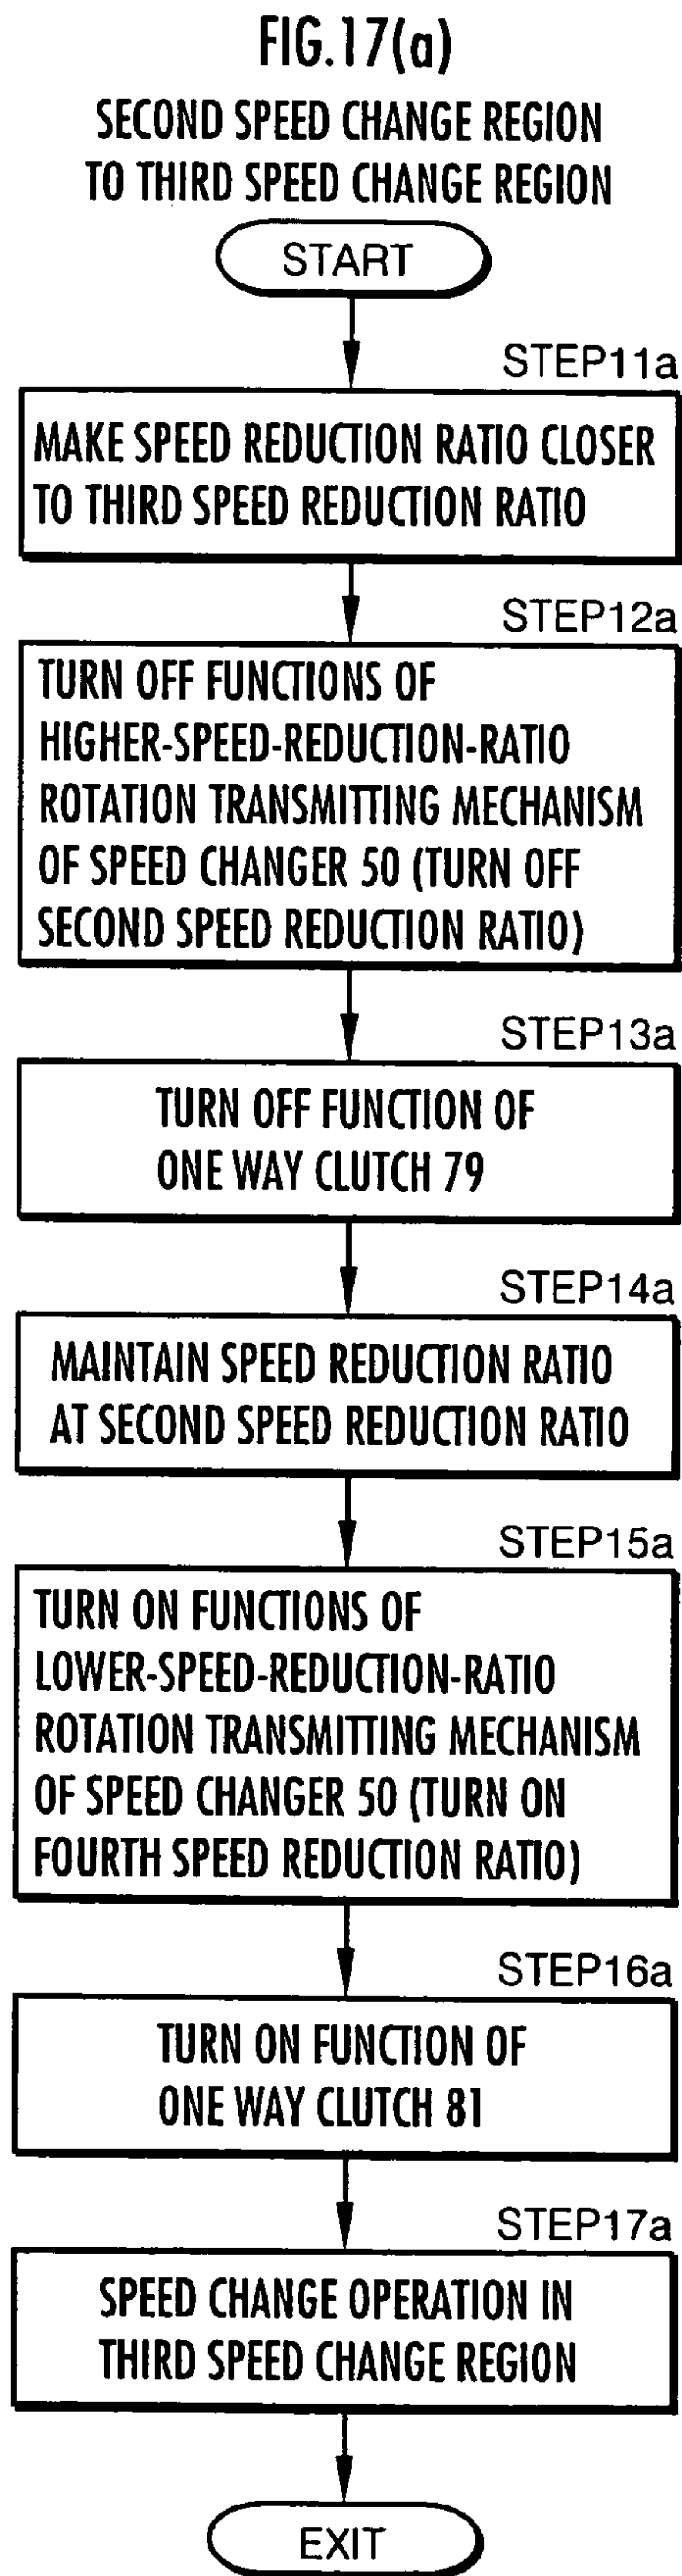 FIG.17(a)
SECOND SPEED CHANGE REGION
TO THIRD SPEED CHANGE REGION
START
STEP11a
MAKE SPEED REDUCTION RATIO CLOSER
TO THIRD SPEED REDUCTION RATIO
STEP12a
TURN OFF FUNCTIONS OF
HIGHER-SPEED-REDUCTION-RATIO
ROTATION TRANSMITTING MECHANISM
OF SPEED CHANGER 50 (TURN OFF
SECOND SPEED REDUCTION RATIO)
STEP13a
TURN OFF FUNCTION OF
ONE WAY CLUTCH 79
STEP14a
MAINTAIN SPEED REDUCTION RATIO
AT SECOND SPEED REDUCTION RATIO
STEP15a
TURN ON FUNCTIONS OF
LOWER-SPEED-REDUCTION-RATIO
ROTATION TRANSMITTING MECHANISM
OF SPEED CHANGER 50 (TURN ON
FOURTH SPEED REDUCTION RATIO)
STEP16a
TURN ON FUNCTION OF
ONE WAY CLUTCH 81
STEP17a
SPEED CHANGE OPERATION IN
THIRD SPEED CHANGE REGION
EXIT